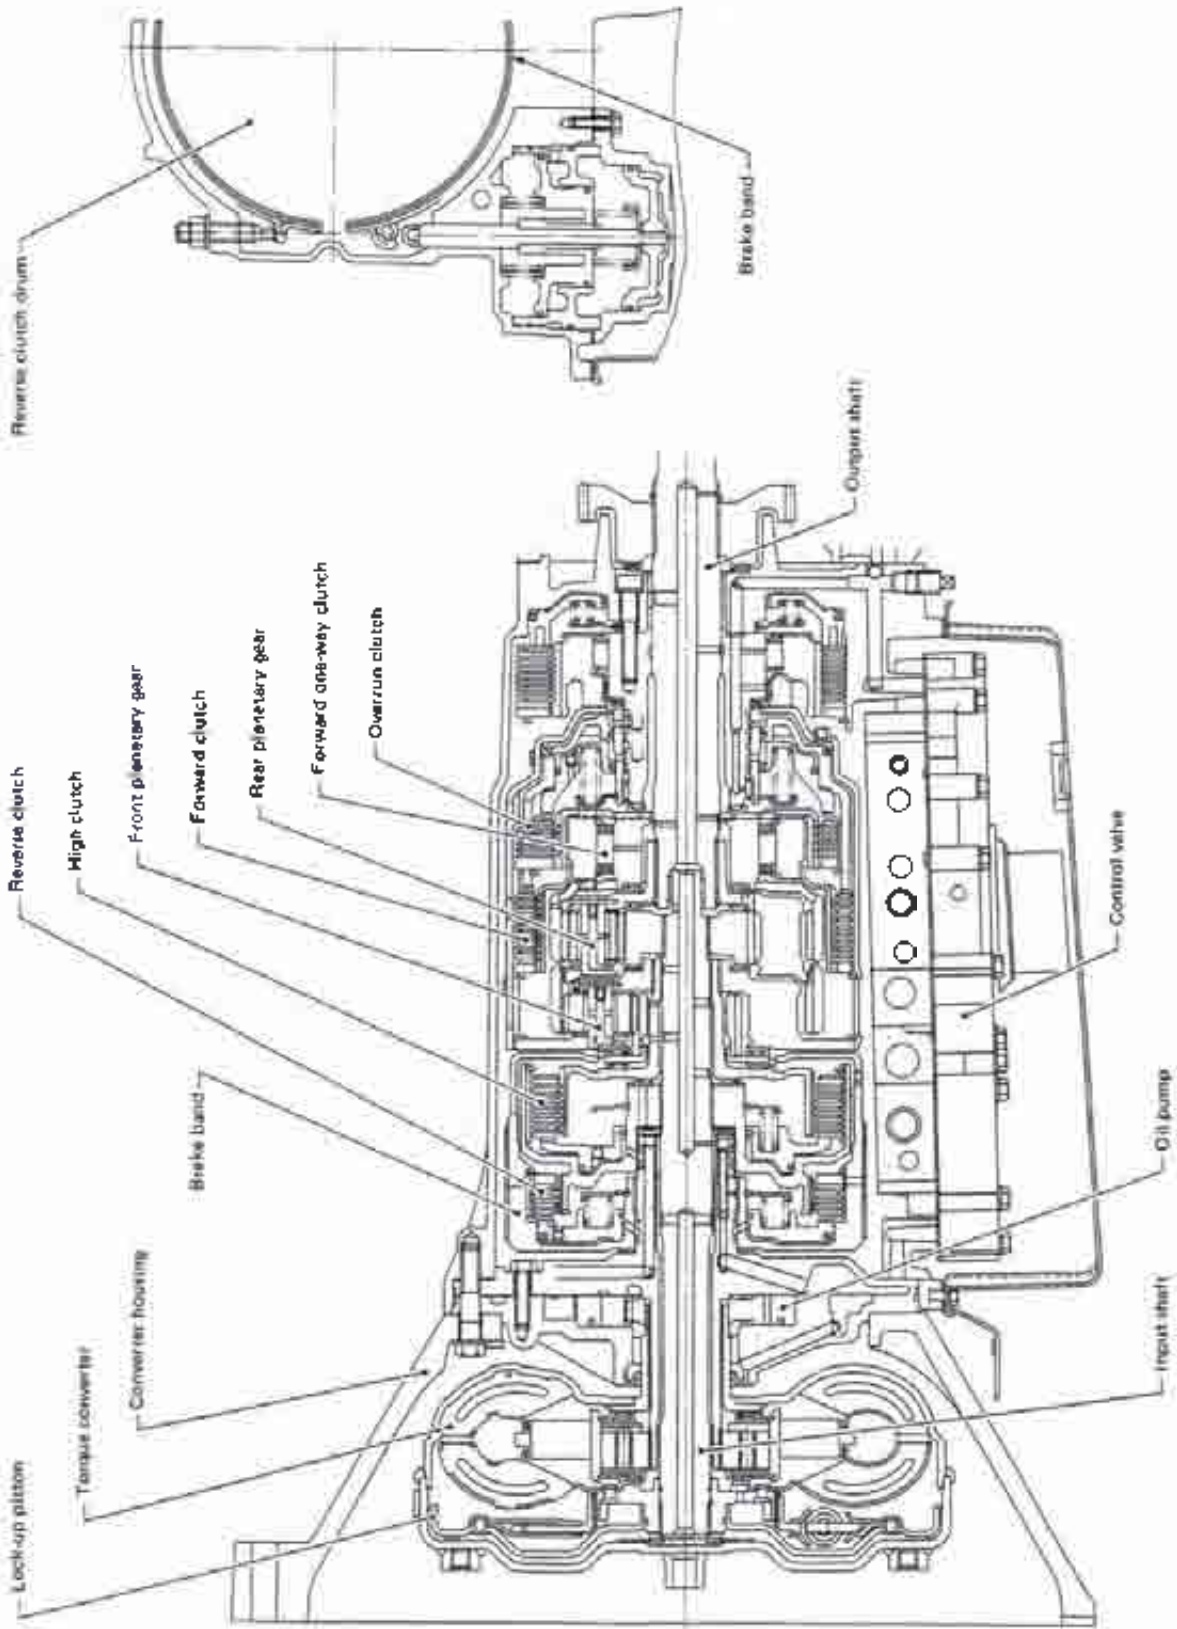 Lock-up piston
Torque converter
Converter housing
Brake band
Reverse clutch
High clutch
Front planetary gear
Forward clutch
Rear planetary gear
Forward one-way clutch
Overrun clutch
Reverse clutch drum
Brake band
Output shaft
Control valve
Oil pump
Input shaft